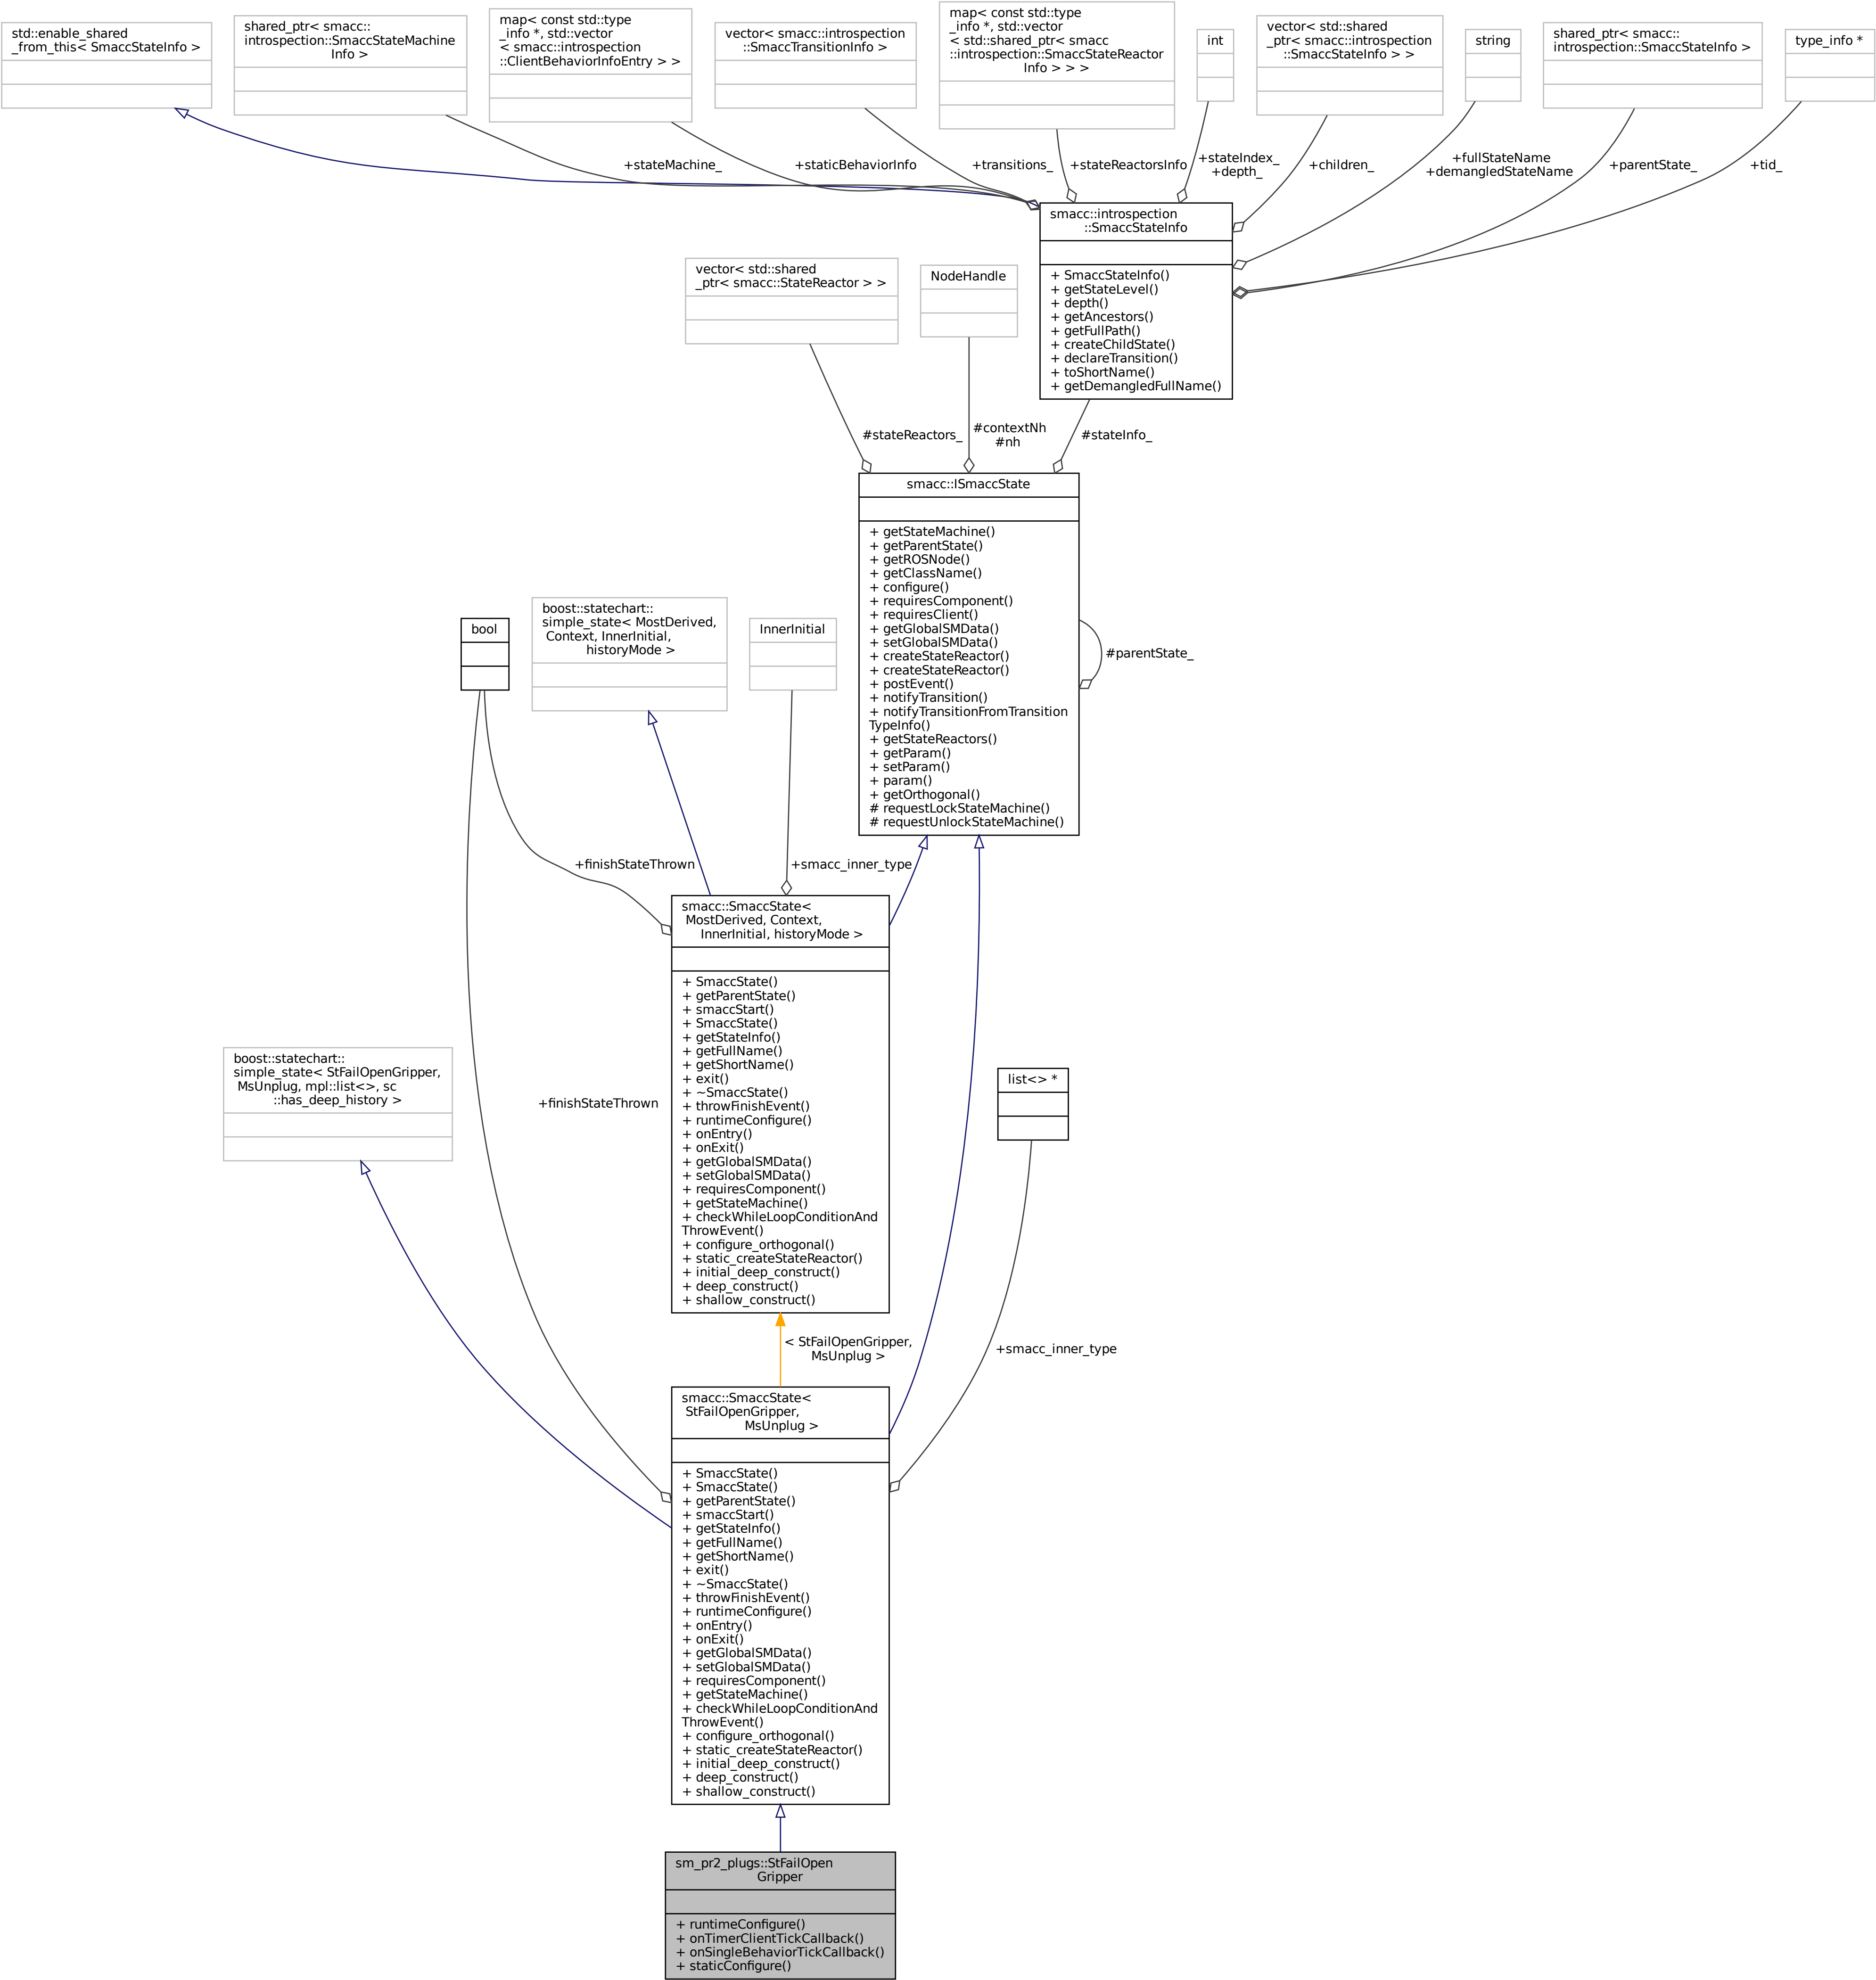 std::enable_shared
_from_this< SmaccStateInfo >
shared_ptr< smacc::
introspection::SmaccStateMachine
Info >
map< const std::type
_info *, std::vector
< smacc::introspection
::ClientBehaviorInfoEntry > >
vector< smacc::introspection
::SmaccTransitionInfo >
map< const std::type
_info *, std::vector
< std::shared_ptr< smacc
::introspection::SmaccStateReactor
Info > > >
int
vector< std::shared
_ptr< smacc::introspection
::SmaccStateInfo > >
string
shared_ptr< smacc::
introspection::SmaccStateInfo >
type_info *
+stateMachine_
+staticBehaviorInfo
+transitions_
+stateReactorsInfo
+stateIndex_
+depth_
+children_
+fullStateName
+demangledStateName
+parentState_
+tid_
smacc::introspection
::SmaccStateInfo
+ SmaccStateInfo()
+ getStateLevel()
+ depth()
+ getAncestors()
+ getFullPath()
+ createChildState()
+ declareTransition()
+ toShortName()
+ getDemangledFullName()
vector< std::shared
_ptr< smacc::StateReactor > >
NodeHandle
#stateReactors_
#contextNh
#nh
#stateInfo_
smacc::ISmaccState
+ getStateMachine()
+ getParentState()
+ getROSNode()
+ getClassName()
+ configure()
+ requiresComponent()
+ requiresClient()
+ getGlobalSMData()
+ setGlobalSMData()
+ createStateReactor()
+ createStateReactor()
+ postEvent()
+ notifyTransition()
+ notifyTransitionFromTransition
TypeInfo()
+ getStateReactors()
+ getParam()
+ setParam()
+ param()
+ getOrthogonal()
# requestLockStateMachine()
# requestUnlockStateMachine()
#parentState_
bool
boost::statechart::
simple_state< MostDerived,
Context, InnerInitial,
historyMode >
InnerInitial
+finishStateThrown
+smacc_inner_type
smacc::SmaccState<
MostDerived, Context,
InnerInitial, historyMode >
+ SmaccState()
+ getParentState()
+ smaccStart()
+ SmaccState()
+ getStateInfo()
+ getFullName()
+ getShortName()
+ exit()
+ ~SmaccState()
+ throwFinishEvent()
+ runtimeConfigure()
+ onEntry()
+ onExit()
+ getGlobalSMData()
+ setGlobalSMData()
+ requiresComponent()
+ getStateMachine()
+ checkWhileLoopConditionAnd
ThrowEvent()
+ configure_orthogonal()
+ static_createStateReactor()
+ initial_deep_construct()
+ deep_construct()
+ shallow_construct()
boost::statechart::
simple_state< StFailOpenGripper,
MsUnplug, mpl::list<>, sc
::has_deep_history >
+finishStateThrown
list<> *
< StFailOpenGripper,
MsUnplug >
+smacc_inner_type
smacc::SmaccState<
StFailOpenGripper,
MsUnplug >
+ SmaccState()
+ SmaccState()
+ getParentState()
+ smaccStart()
+ getStateInfo()
+ getFullName()
+ getShortName()
+ exit()
+ ~SmaccState()
+ throwFinishEvent()
+ runtimeConfigure()
+ onEntry()
+ onExit()
+ getGlobalSMData()
+ setGlobalSMData()
+ requiresComponent()
+ getStateMachine()
+ checkWhileLoopConditionAnd
ThrowEvent()
+ configure_orthogonal()
+ static_createStateReactor()
+ initial_deep_construct()
+ deep_construct()
+ shallow_construct()
sm_pr2_plugs::StFailOpen
Gripper
+ runtimeConfigure()
+ onTimerClientTickCallback()
+ onSingleBehaviorTickCallback()
+ staticConfigure()